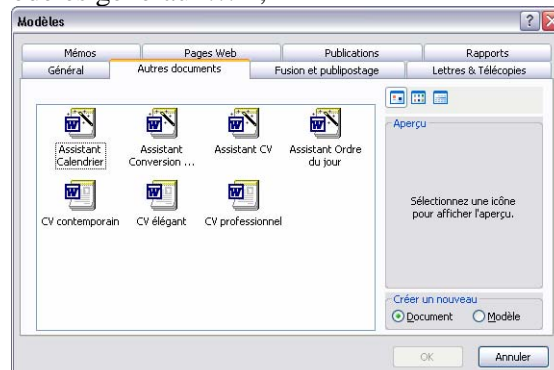 Modèles
Mémos Pages Web Publications Rapports
Général Autres documents Fusion et publipostage Lettres & Télécopies
Assistant Calendrier
Assistant Conversion ...
Assistant CV
Assistant Ordre du jour
CV contemporain CV élégant CV professionnel
Aperçu
Sélectionnez une icône
pour afficher l'aperçu.
Créer un nouveau
Document Modèle
OK Annuler